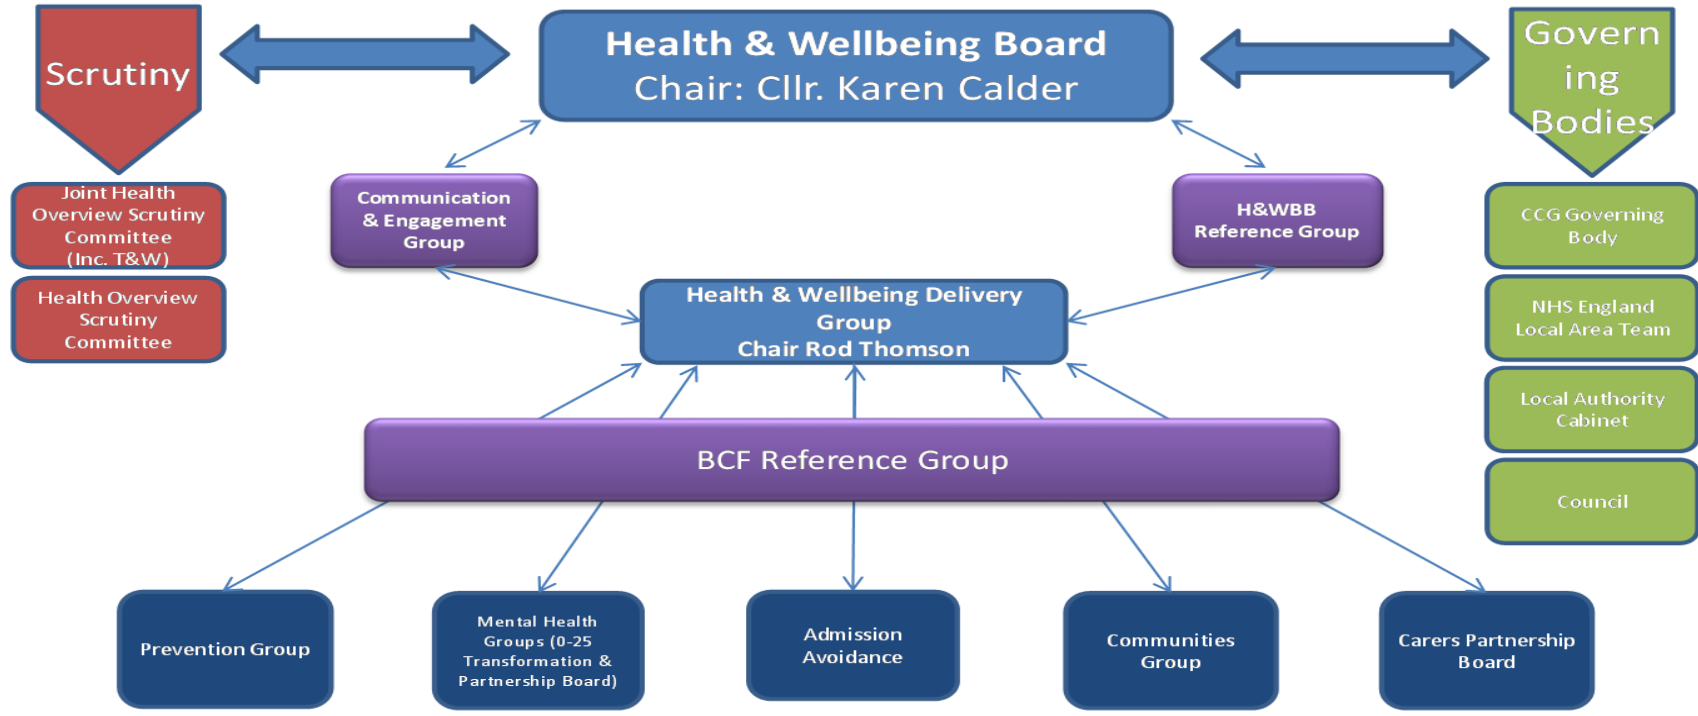 Scrutiny
Health & Wellbeing Board
Chair: Cllr. Karen Calder
Govern
ing
Bodies
Joint Health
Overview Scrutiny
Committee
(Inc. T&W)
Health Overview
Scrutiny
Committee
Communication
& Engagement
Group
H&WBB
Reference Group
CCG Governing
Body
NHS England
Local Area Team
Local Authority
Cabinet
Council
Health & Wellbeing Delivery
Group
Chair Rod Thomson
BCF Reference Group
Prevention Group
Mental Health
Groups (0-25
Transformation &
Partnership Board)
Admission
Avoidance
Communities
Group
Carers Partnership
Board